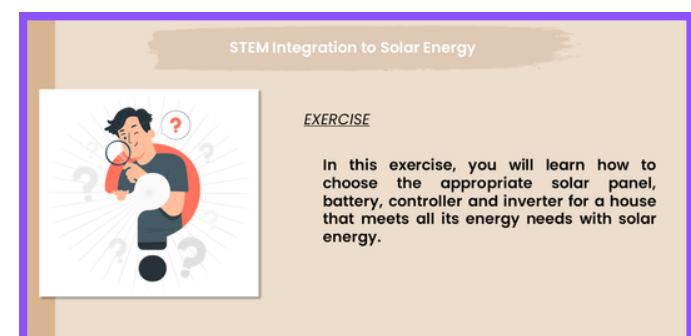 STEM Integration to Solar Energy
?
EXERCISE
In this exercise, you will learn how to
choose the appropriate solar panel,
battery, controller and inverter for a house
that meets all its energy needs with solar
energy.